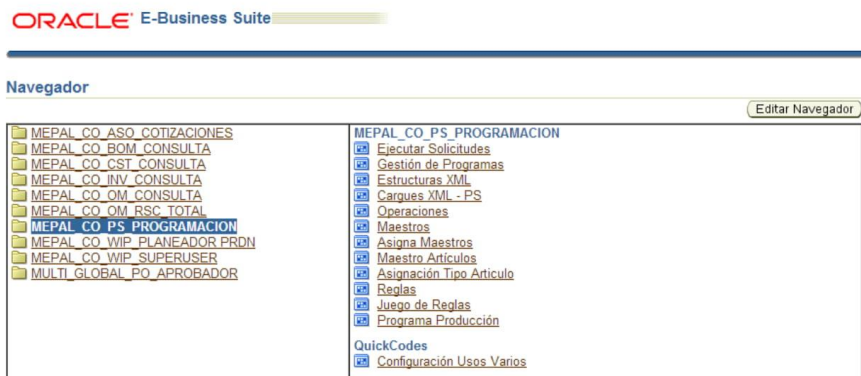 ORACLE® E-Business Suite
Navegador
Editar Navegador
MEPAL_CO_ASO_COTIZACIONES
MEPAL_CO_BOM_CONSULTA
MEPAL_CO_CST_CONSULTA
MEPAL_CO_INV_CONSULTA
MEPAL_CO_OM_CONSULTA
MEPAL_CO_OM_RSC_TOTAL
MEPAL_CO_PS_PROGRAMACION
MEPAL_CO_WIP_PLANEADOR PRDN
MEPAL_CO_WIP_SUPERUSER
MULTI_GLOBAL_PO_APROBADOR
MEPAL_CO_PS_PROGRAMACION
Ejecutar Solicitudes
Gestión de Programas
Estructuras XML
Cargues XML - PS
Operaciones
Maestros
Asigna Maestros
Maestro Artículos
Asignación Tipo Articulo
Reglas
Juego de Reglas
Programa Producción
QuickCodes
Configuración Usos Varios